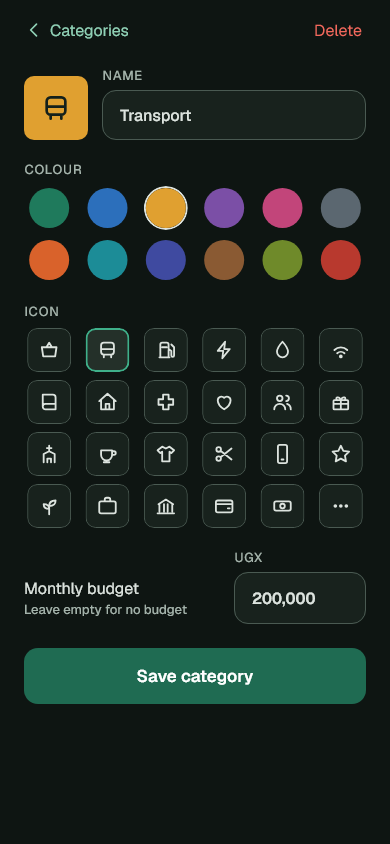 Categories
Delete
NAME
Transport
COLOUR
ICON
UGX
Monthly budget
Leave empty for no budget
200,000
Save category